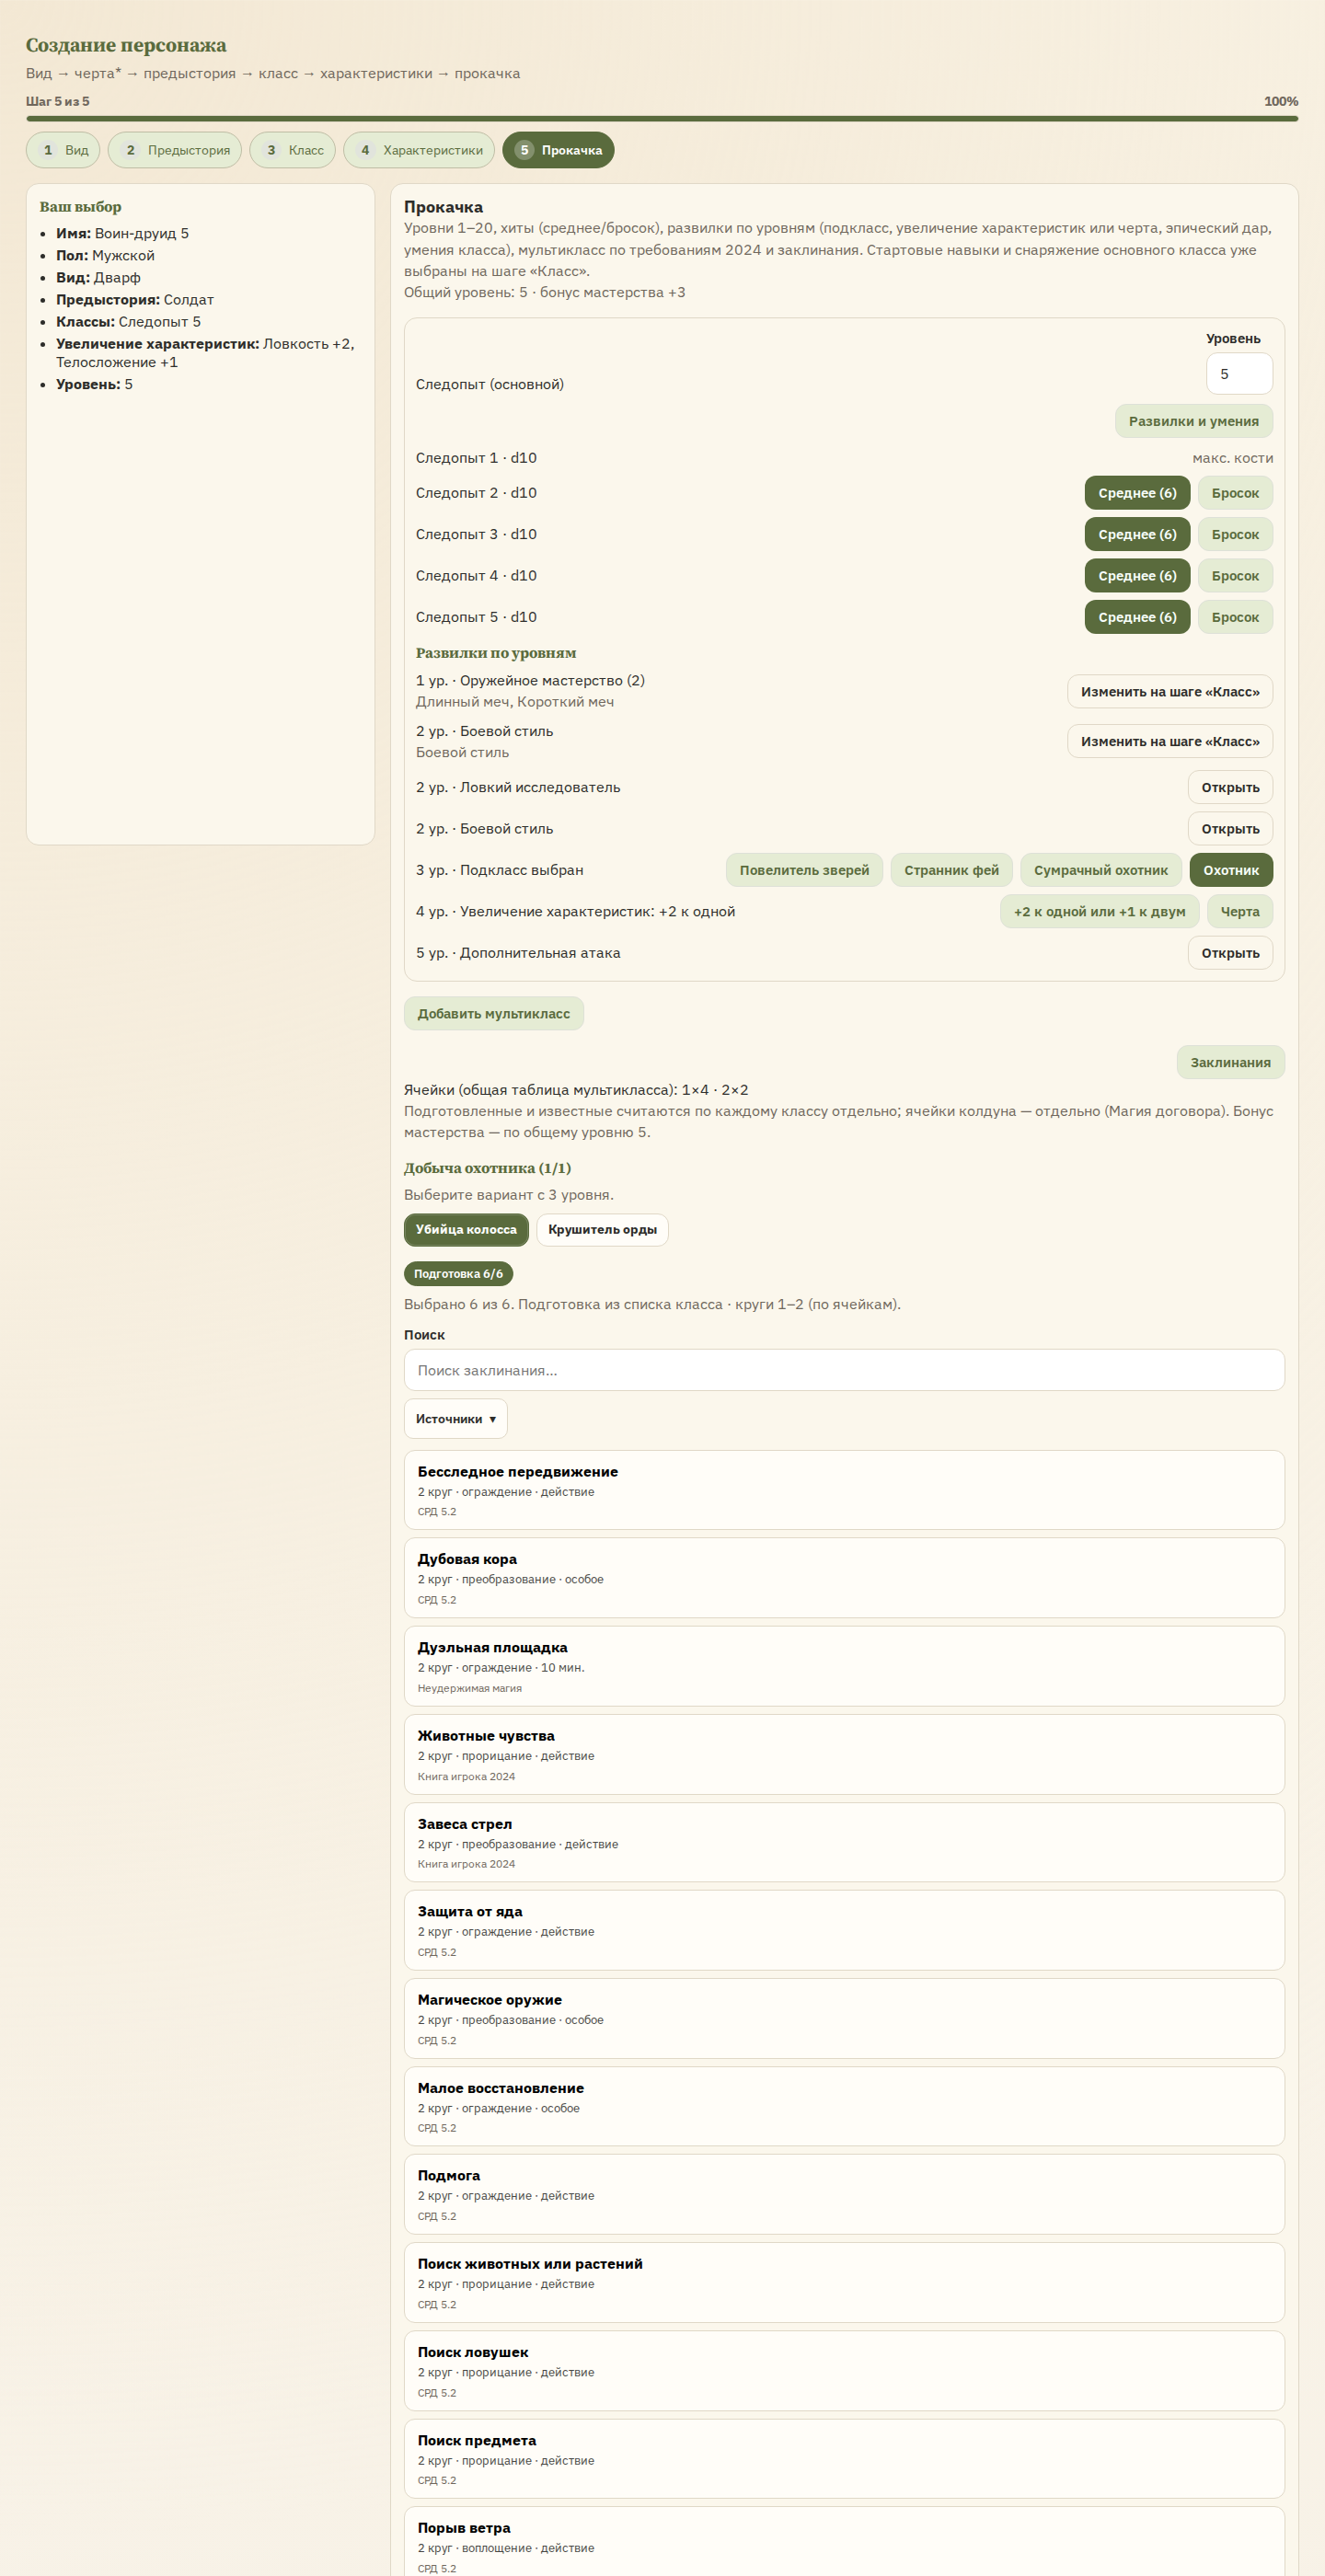 Создание персонажа
Вид → черта* → предыстория → класс → характеристики → прокачка
Шаг 5 из 5
100%
1 Вид
2 Предыстория
3 Класс
4 Характеристики
5 Прокачка
Ваш выбор
• Имя: Воин-друид 5
• Пол: Мужской
• Вид: Дварф
• Предыстория: Солдат
• Классы: Следопыт 5
• Увеличение характеристик: Ловкость +2,
Телосложение +1
• Уровень: 5
Прокачка
Уровни 1–20, хиты (среднее/бросок), развилки по уровням (подкласс, увеличение характеристик или черта, эпический дар,
умения класса), мультикласс по требованиям 2024 и заклинания. Стартовые навыки и снаряжение основного класса уже
выбраны на шаге «Класс».
Общий уровень: 5 · бонус мастерства +3
Уровень
Следопыт (основной)
5
Развилки и умения
Следопыт 1 · d10
макс. кости
Следопыт 2 · d10
Среднее (6)
Бросок
Следопыт 3 · d10
Среднее (6)
Бросок
Следопыт 4 · d10
Среднее (6)
Бросок
Следопыт 5 · d10
Среднее (6)
Бросок
Развилки по уровням
1 ур. · Оружейное мастерство (2)
Длинный меч, Короткий меч
Изменить на шаге «Класс»
2 ур. · Боевой стиль
Боевой стиль
Изменить на шаге «Класс»
2 ур. · Ловкий исследователь
Открыть
2 ур. · Боевой стиль
Открыть
3 ур. · Подкласс выбран
Повелитель зверей
Странник фей
Сумрачный охотник
Охотник
4 ур. · Увеличение характеристик: +2 к одной
+2 к одной или +1 к двум
Черта
5 ур. · Дополнительная атака
Открыть
Добавить мультикласс
Заклинания
Ячейки (общая таблица мультикласса): 1×4 · 2×2
Подготовленные и известные считаются по каждому классу отдельно; ячейки колдуна — отдельно (Магия договора). Бонус
мастерства — по общему уровню 5.
Добыча охотника (1/1)
Выберите вариант с 3 уровня.
Убийца колосса
Крушитель орды
Подготовка 6/6
Выбрано 6 из 6. Подготовка из списка класса · круги 1–2 (по ячейкам).
Поиск
Поиск заклинания...
Источники ▾
Бесследное передвижение
2 круг · ограждение · действие
СРД 5.2
Дубовая кора
2 круг · преобразование · особое
СРД 5.2
Дуэльная площадка
2 круг · ограждение · 10 мин.
Неудержимая магия
Животные чувства
2 круг · прорицание · действие
Книга игрока 2024
Завеса стрел
2 круг · преобразование · действие
Книга игрока 2024
Защита от яда
2 круг · ограждение · действие
СРД 5.2
Магическое оружие
2 круг · преобразование · особое
СРД 5.2
Малое восстановление
2 круг · ограждение · особое
СРД 5.2
Подмога
2 круг · ограждение · действие
СРД 5.2
Поиск животных или растений
2 круг · прорицание · действие
СРД 5.2
Поиск ловушек
2 круг · прорицание · действие
СРД 5.2
Поиск предмета
2 круг · прорицание · действие
СРД 5.2
Порыв ветра
2 круг · воплощение · действие
СРД 5.2